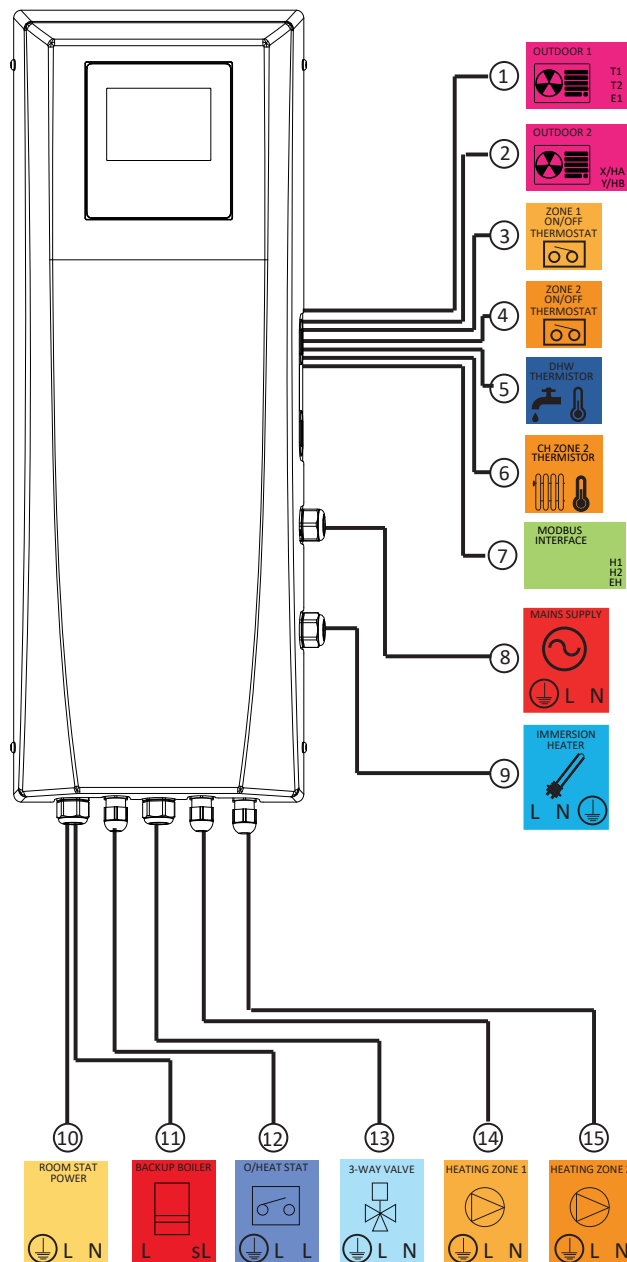 1
OUTDOOR 1
T1
T2
E1
2
OUTDOOR 2
X/HA
Y/HB
3
ZONE 1
ON/OFF
THERMOSTAT
4
ZONE 2
ON/OFF
THERMOSTAT
5
DHW
THERMISTOR
6
CH ZONE 2
THERMISTOR
7
MODBUS
INTERFACE
H1
H2
EH
8
MAINS SUPPLY
L N
9
IMMERSION
HEATER
L N
10
ROOM STAT
POWER
L N
11
BACKUP BOILER
L sL
12
O/HEAT STAT
L L
13
3-WAY VALVE
L N
14
HEATING ZONE 1
L N
15
HEATING ZONE
L N